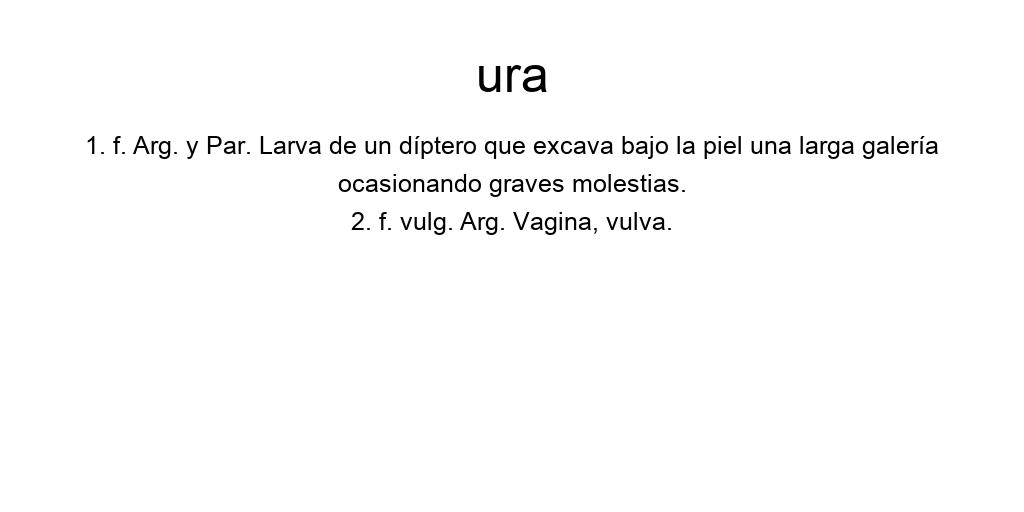 ura
1. f. Arg. y Par. Larva de un díptero que excava bajo la piel una larga galería
ocasionando graves molestias.
2. f. vulg. Arg. Vagina, vulva.